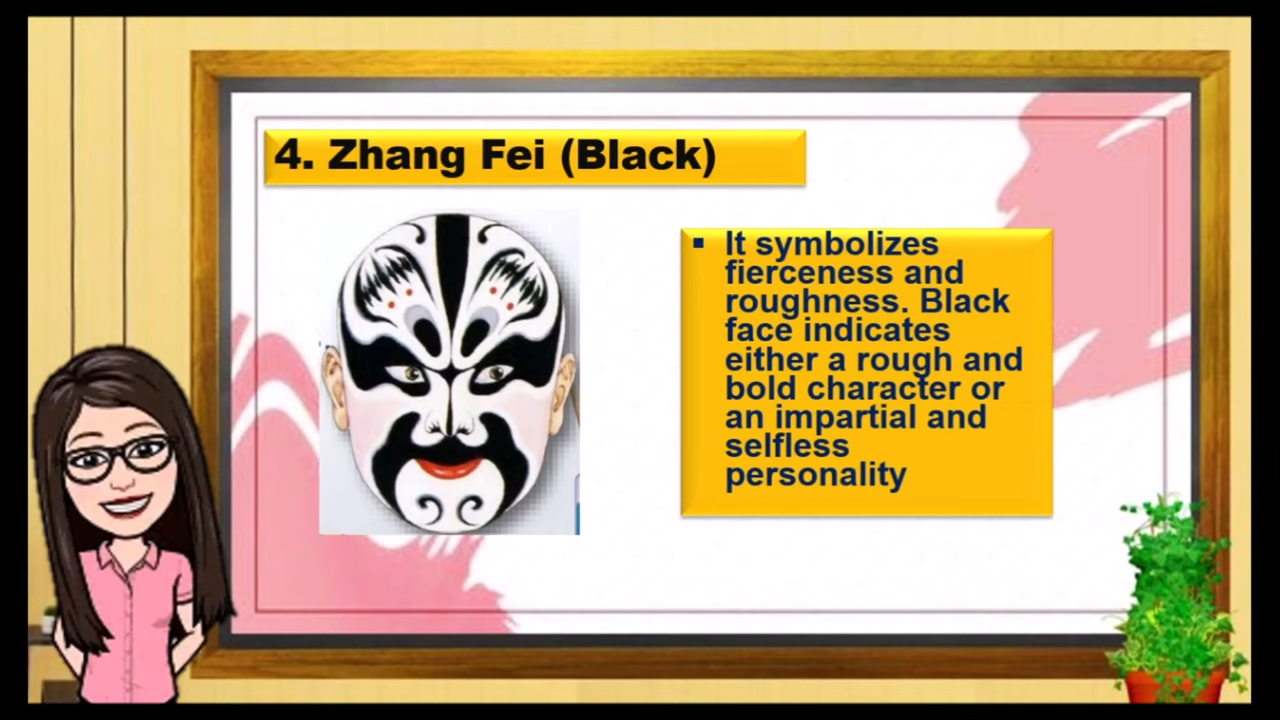 4. Zhang Fei (Black)
▪ It symbolizes
fierceness and
roughness. Black
face indicates
either a rough and
bold character or
an impartial and
selfless
personality